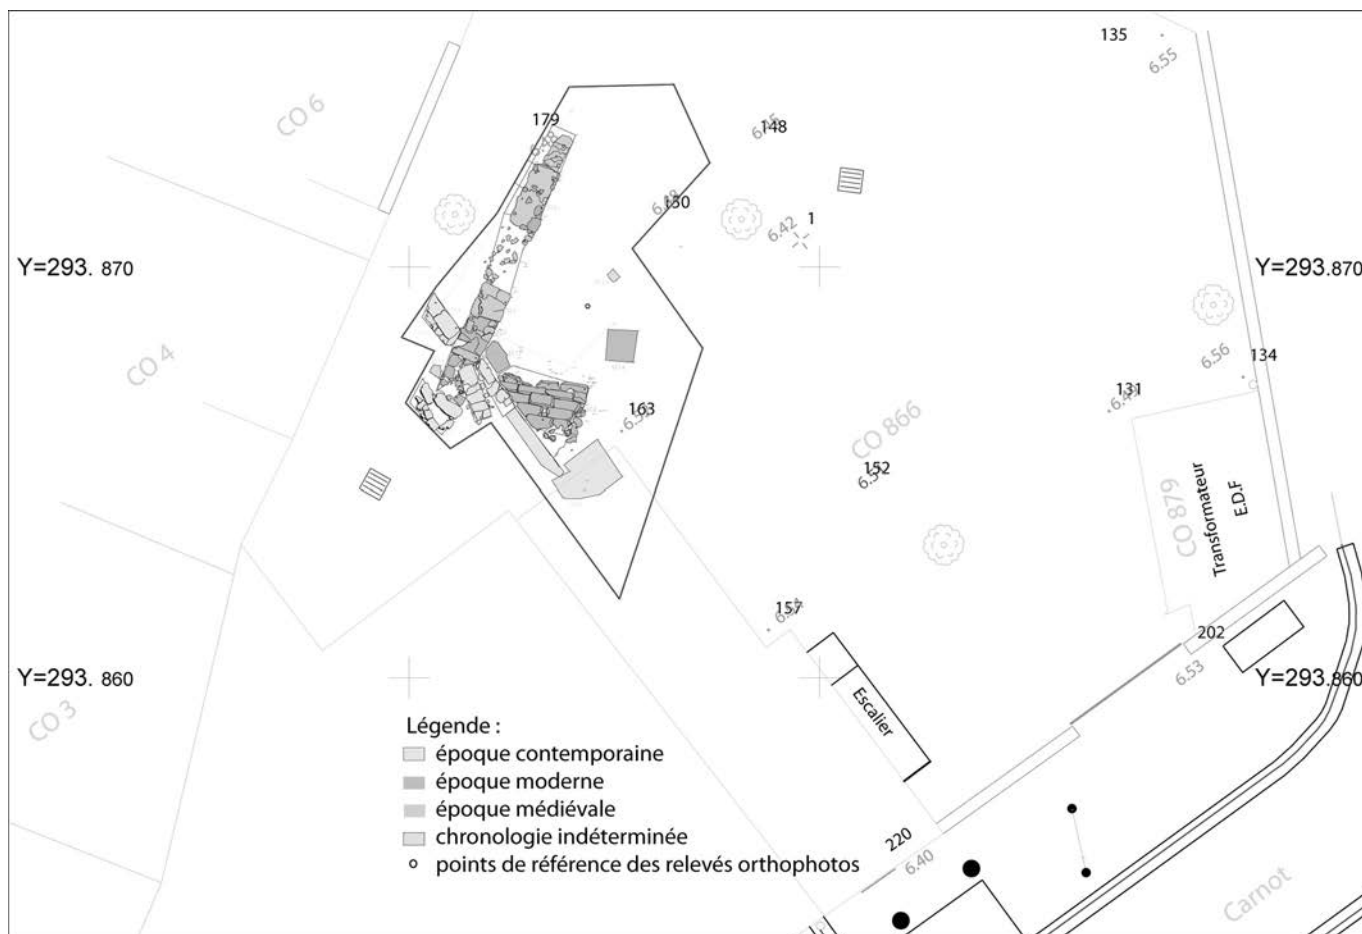 135
6.55
CO 6
179
148
6.18
130
6.42
1
Y=293. 870
Y=293.870
CO 4
6.56
134
131
163
CO 866
152
CO 879
Transformateur
E.D.F
157
202
6.53
Y=293. 860
Y=293.860
CO 3
Escalier
Légende :
époque contemporaine
époque moderne
époque médiévale
chronologie indéterminée
points de référence des relevés orthophotos
220
6.40
Carnot